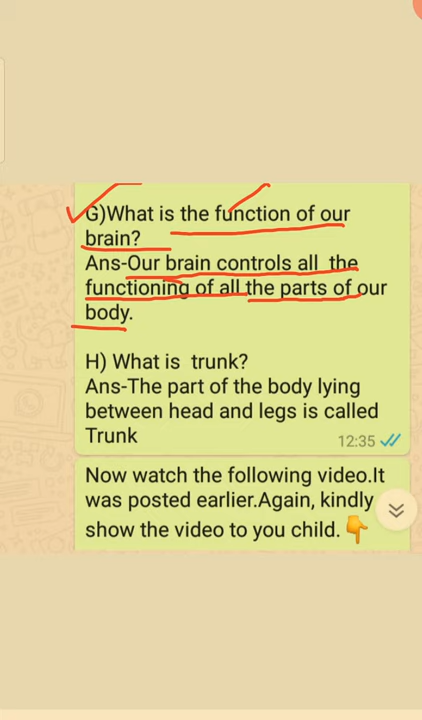 G)What is the function of our
brain?
Ans-Our brain controls all the
functioning of all the parts of our
body.
H) What is trunk?
Ans-The part of the body lying
between head and legs is called
Trunk
12:35
Now watch the following video.It
was posted earlier.Again, kindly
show the video to you child.👇